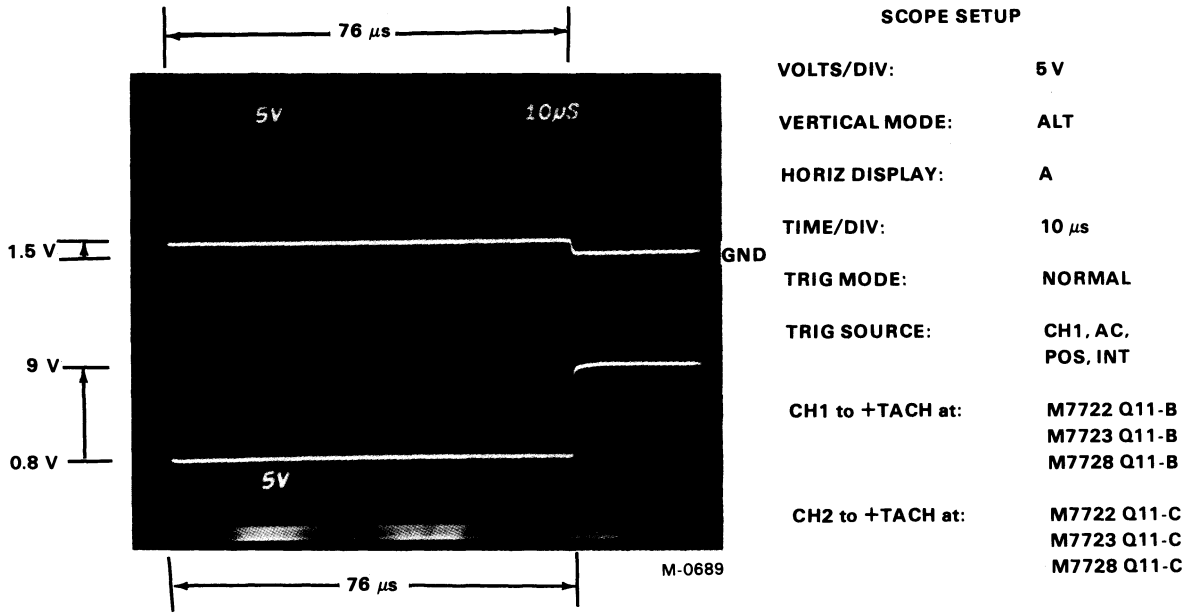 76 μs
SCOPE SETUP
VOLTS/DIV: 5 V
5V 10μS
VERTICAL MODE: ALT
HORIZ DISPLAY: A
TIME/DIV: 10 μs
1.5 V
GND
TRIG MODE: NORMAL
TRIG SOURCE: CH1, AC,
POS, INT
9 V
CH1 to +TACH at: M7722 Q11-B
M7723 Q11-B
M7728 Q11-B
0.8 V
5V
CH2 to +TACH at: M7722 Q11-C
M7723 Q11-C
M7728 Q11-C
M-0689
76 μs